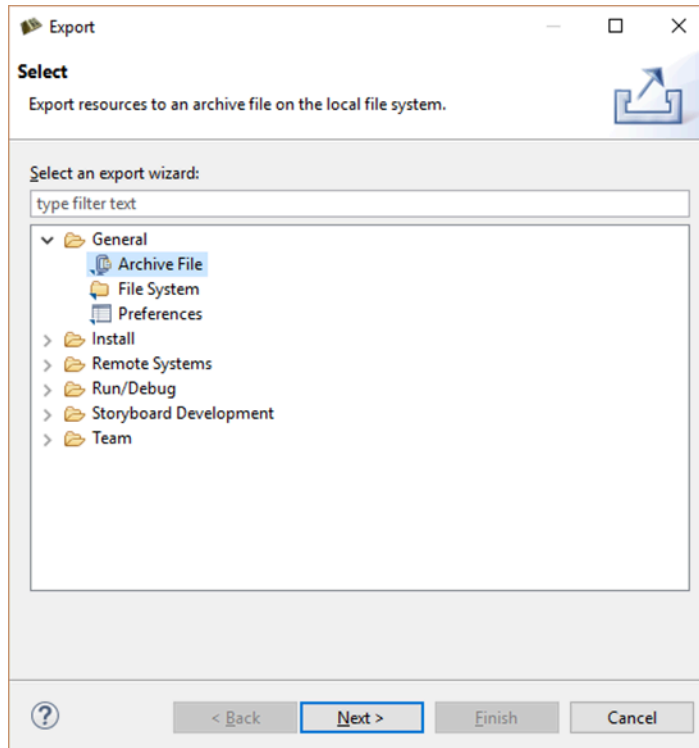 Export
Select
Export resources to an archive file on the local file system.
Select an export wizard:
type filter text
General
Archive File
File System
Preferences
Install
Remote Systems
Run/Debug
Storyboard Development
Team
? < Back Next > Finish Cancel